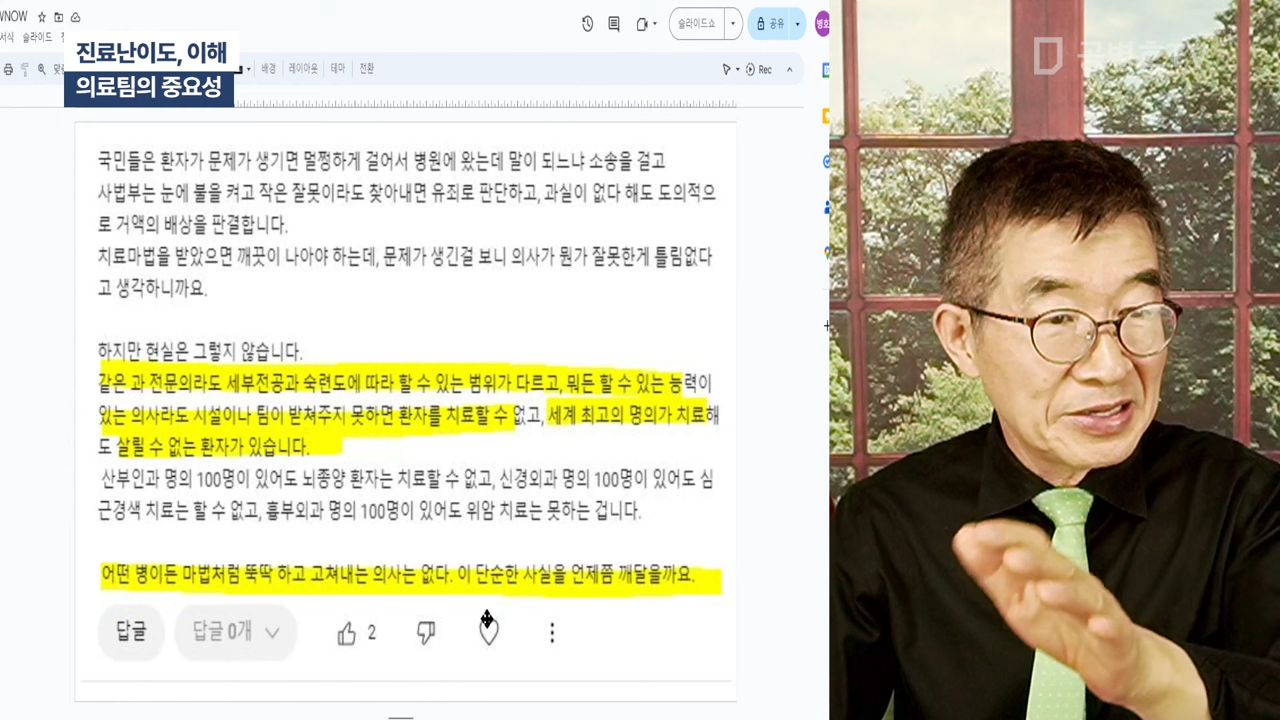 WNOW
서식 슬라이드
슬라이드쇼
공유
병호
진료난이도, 이해
의료팀의 중요성
배경 레이아웃 테마 전환
Rec
국민들은 환자가 문제가 생기면 멀쩡하게 걸어서 병원에 왔는데 말이 되느냐 소송을 걸고
사법부는 눈에 불을 켜고 작은 잘못이라도 찾아내면 유죄로 판단하고, 과실이 없다 해도 도의적으
로 거액의 배상을 판결합니다.
치료마법을 받았으면 깨끗이 나아야 하는데, 문제가 생긴걸 보니 의사가 뭔가 잘못한게 틀림없다
고 생각하니까요.
하지만 현실은 그렇지 않습니다.
같은 과 전문의라도 세부전공과 숙련도에 따라 할 수 있는 범위가 다르고, 뭐든 할 수 있는 능력이
있는 의사라도 시설이나 팀이 받쳐주지 못하면 환자를 치료할 수 없고, 세계 최고의 명의가 치료해
도 살릴 수 없는 환자가 있습니다.
산부인과 명의 100명이 있어도 뇌종양 환자는 치료할 수 없고, 신경외과 명의 100명이 있어도 심
근경색 치료는 할 수 없고, 흉부외과 명의 100명이 있어도 위암 치료는 못하는 겁니다.
어떤 병이든 마법처럼 뚝딱 하고 고쳐내는 의사는 없다. 이 단순한 사실을 언제쯤 깨달을까요.
답글 답글 0개 2